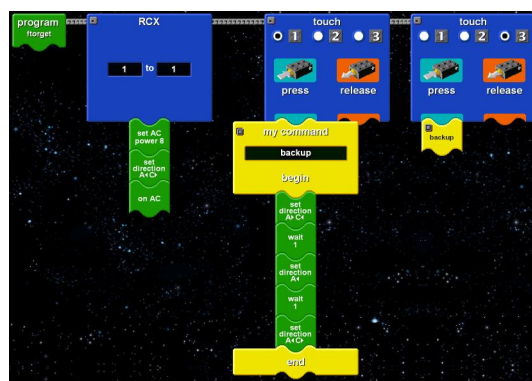 program
ftorget
RCX
1 to 1
set AC
power 8
set
direction
A◂C▸
on AC
touch
1 2 3
press release
my command
backup
begin
set
direction
A▸C◂
wait
1
set
direction
A◂
wait
1
set
direction
A◂C▸
end
touch
1 2 3
press release
backup